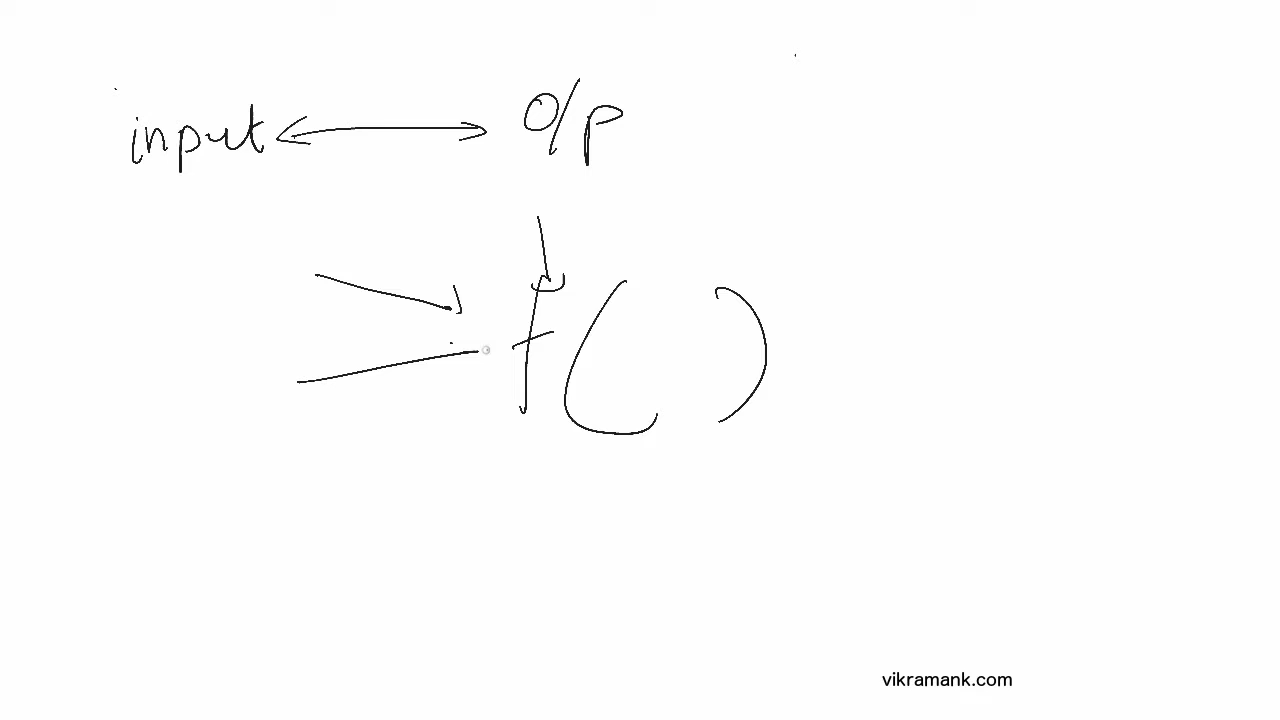 input ⟷ O/p
f( )
vikramank.com